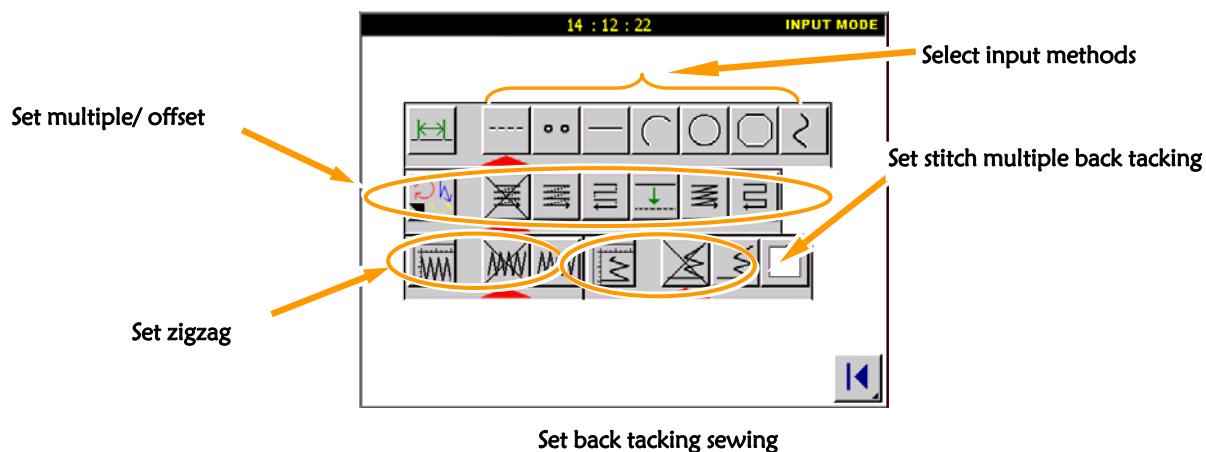 14 : 12 : 22 INPUT MODE
Select input methods
Set multiple/ offset
Set stitch multiple back tacking
Set zigzag
Set back tacking sewing